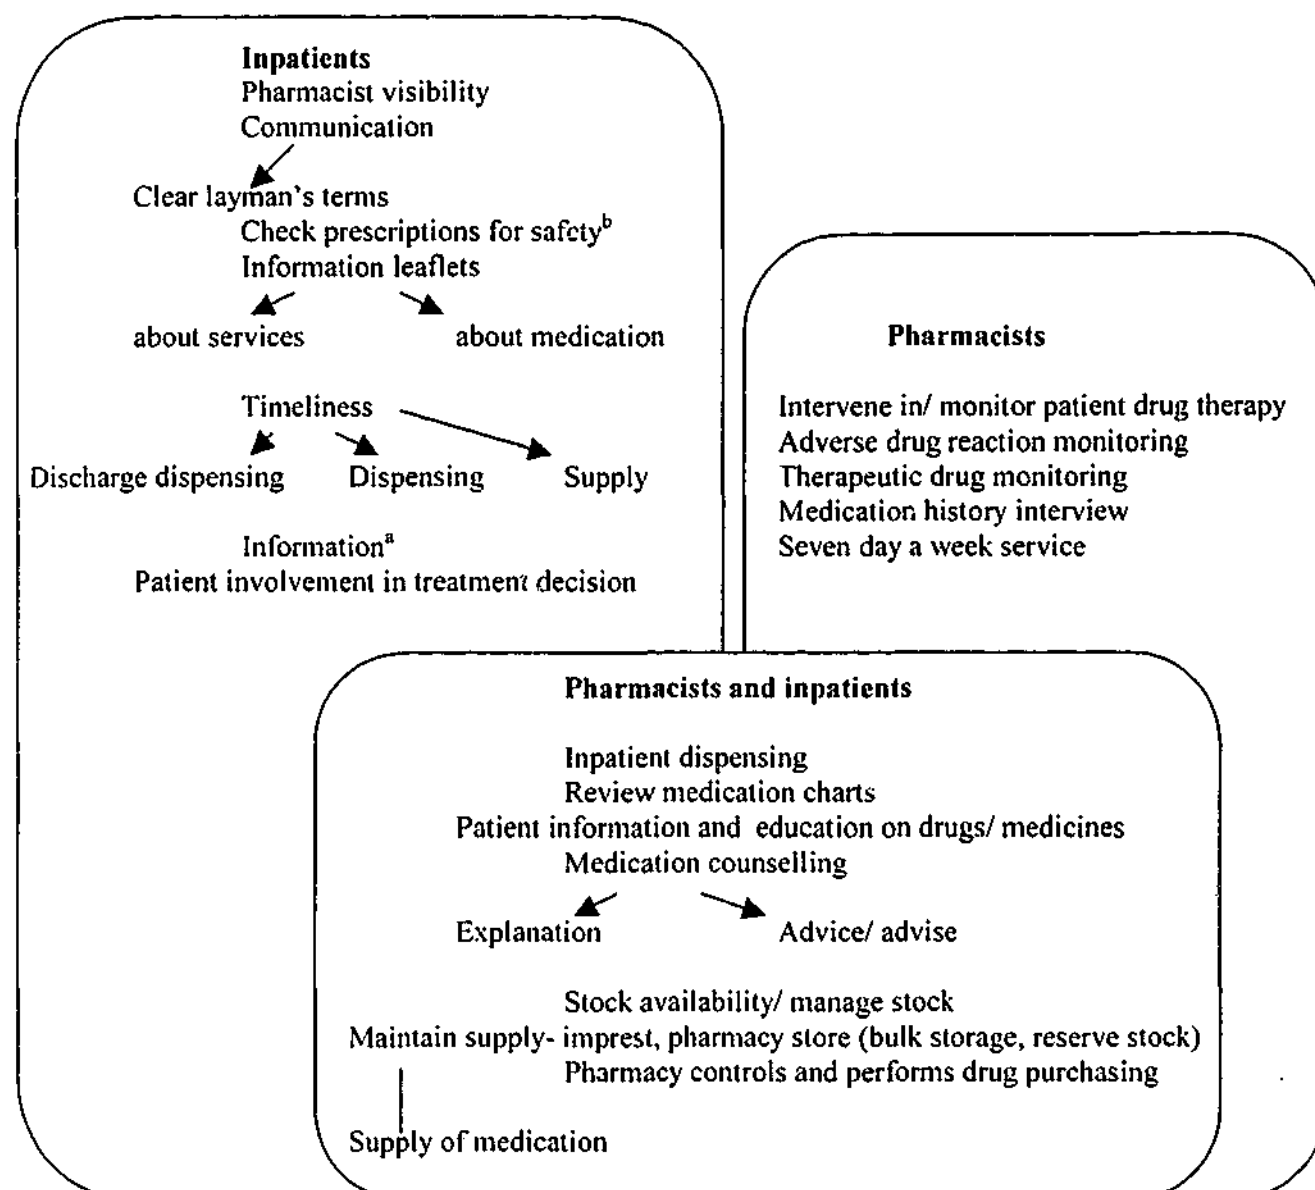 Inpatients
Pharmacist visibility
Communication
Clear layman's terms
Check prescriptions for safety^b
Information leaflets
about services about medication
Timeliness
Discharge dispensing Dispensing Supply
Information^a
Patient involvement in treatment decision
Pharmacists
Intervene in/ monitor patient drug therapy
Adverse drug reaction monitoring
Therapeutic drug monitoring
Medication history interview
Seven day a week service
Pharmacists and inpatients
Inpatient dispensing
Review medication charts
Patient information and education on drugs/ medicines
Medication counselling
Explanation Advice/ advise
Stock availability/ manage stock
Maintain supply- imprest, pharmacy store (bulk storage, reserve stock)
Pharmacy controls and performs drug purchasing
Supply of medication